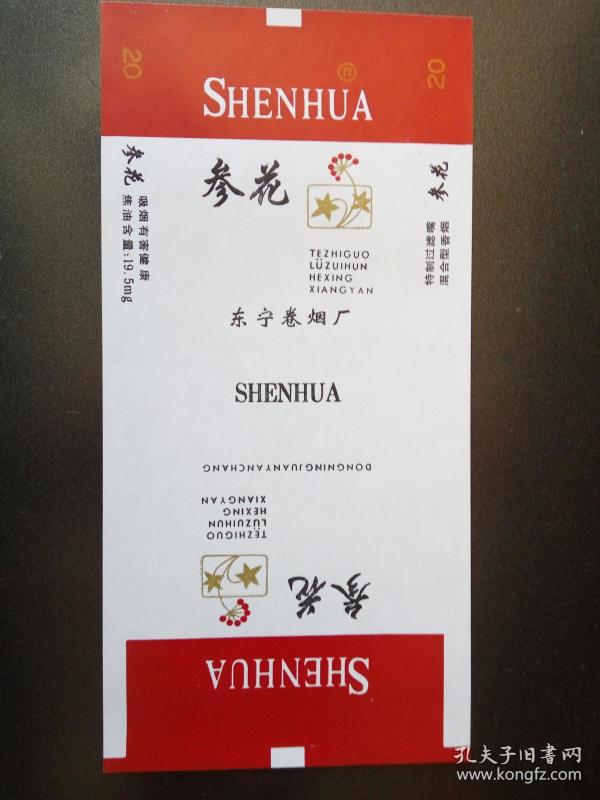 20
®
20
SHENHUA
参花
TEZHIGUO
LÜZUIHUN
HEXING
XIANGYAN
东宁卷烟厂
SHENHUA
DONGNINGJUANYANCHANG
TEZHIGUO
LÜZUIHUN
HEXING
XIANGYAN
参花
SHENHUA
参花
吸烟有害健康
焦油含量:19.5mg
参花
特制过滤嘴
混合型香烟
孔夫子旧书网
www.kongfz.com